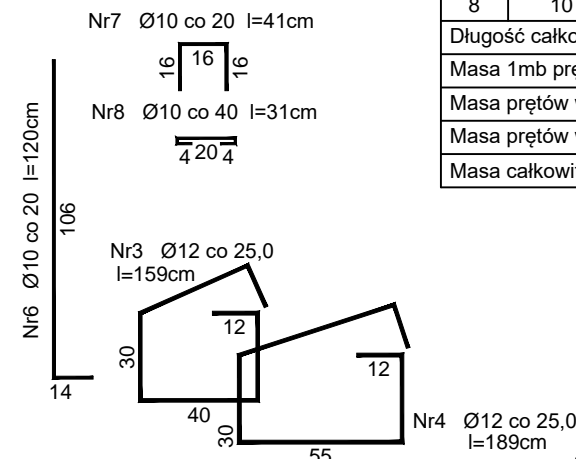 Nr7 Ø10 co 20 l=41cm
16 16 16
Nr8 Ø10 co 40 l=31cm
4 20 4
Nr6 Ø10 co 20 l=120cm
106
14
Nr3 Ø12 co 25,0
l=159cm
12
30
40
12
30
55
Nr4 Ø12 co 25,0
l=189cm
8 10
Długość całko
Masa 1mb prę
Masa prętów w
Masa prętów w
Masa całkowit